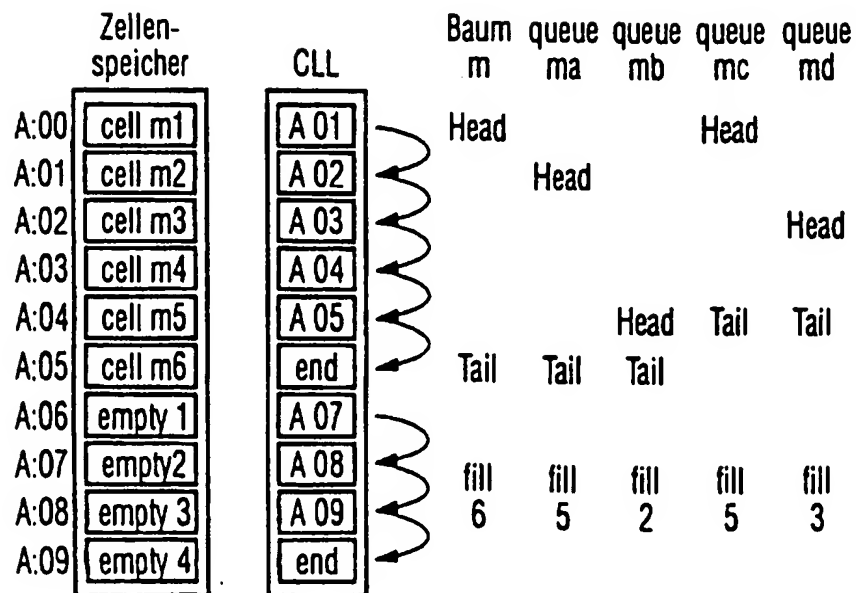 Zellen-
speicher CLL Baum m queue ma queue mb queue mc queue md
A:00 cell m1 A 01 Head Head
A:01 cell m2 A 02 Head
A:02 cell m3 A 03 Head
A:03 cell m4 A 04
A:04 cell m5 A 05 Head Tail Tail
A:05 cell m6 end Tail Tail Tail
A:06 empty 1 A 07
A:07 empty2 A 08 fill fill fill fill fill
A:08 empty 3 A 09 6 5 2 5 3
A:09 empty 4 end